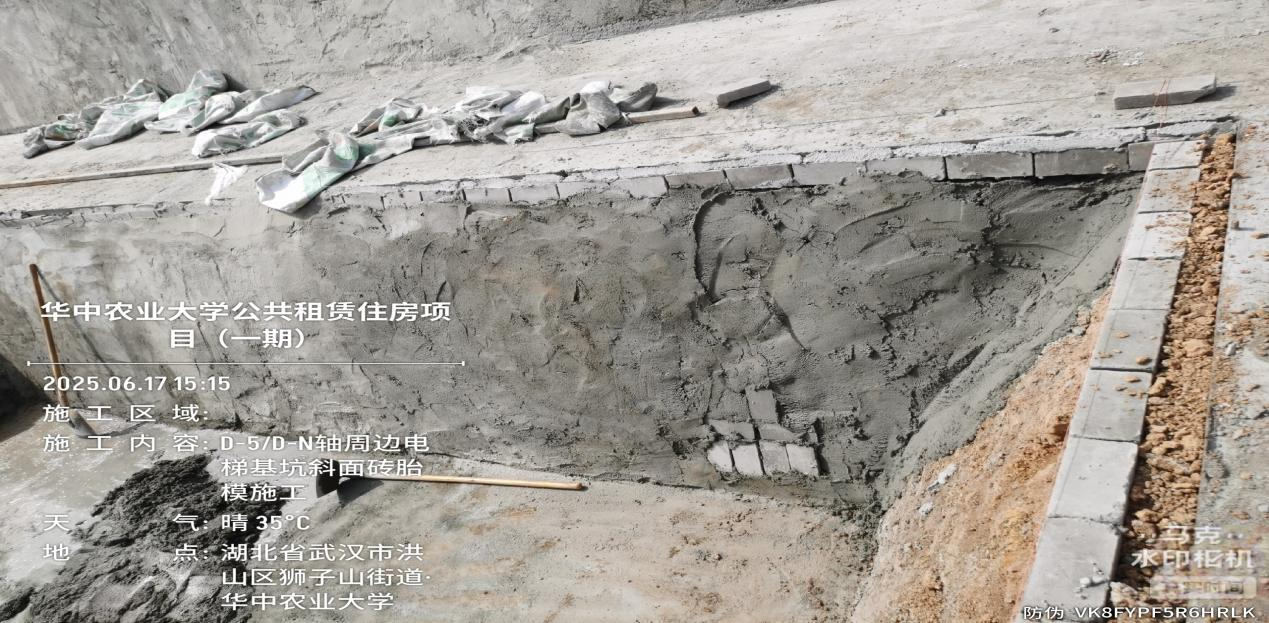 华中农业大学公共租赁住房项
目（一期）
2025.06.17 15:15
施 工 区 域:
施 工 内 容: D-5/D-N轴周边电
梯基坑斜面砖胎
模施工
天 气: 晴 35°C
地 点: 湖北省武汉市洪
山区狮子山街道·
华中农业大学
马克
水印相机
防伪 VK8FYPF5R6HRLK